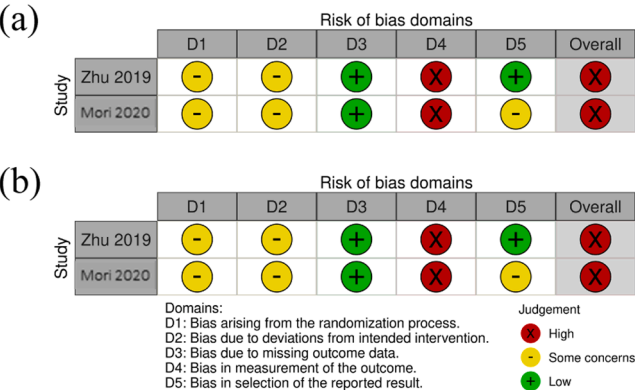 (a)
Risk of bias domains
D1 D2 D3 D4 D5 Overall
Study
Zhu 2019 - - + X + X
Mori 2020 - - + X - X
(b)
Risk of bias domains
D1 D2 D3 D4 D5 Overall
Study
Zhu 2019 - - + X + X
Mori 2020 - - + X - X
Domains:
D1: Bias arising from the randomization process.
D2: Bias due to deviations from intended intervention.
D3: Bias due to missing outcome data.
D4: Bias in measurement of the outcome.
D5: Bias in selection of the reported result.
Judgement
X High
- Some concerns
+ Low